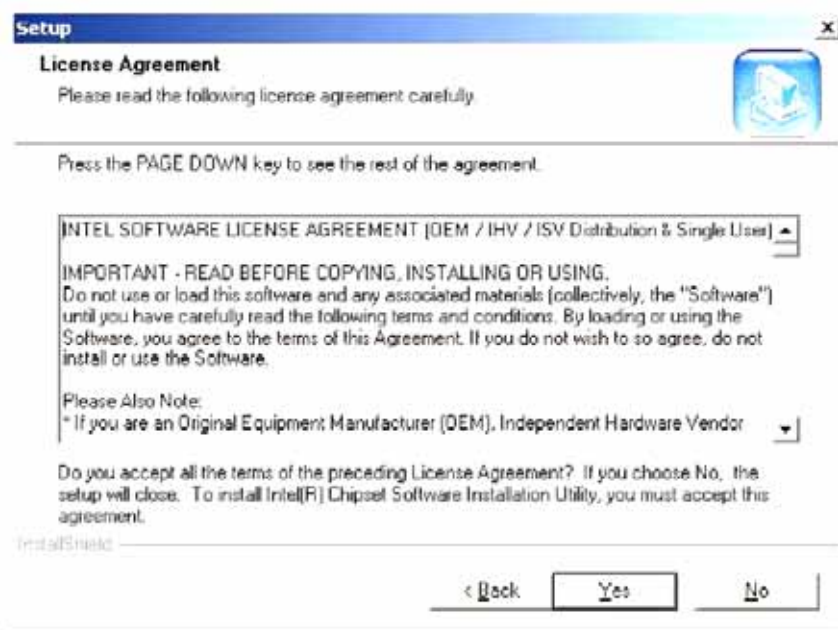 Setup
License Agreement
Please read the following license agreement carefully.
Press the PAGE DOWN key to see the rest of the agreement.
INTEL SOFTWARE LICENSE AGREEMENT (OEM / IHV / ISV Distribution & Single User)
IMPORTANT - READ BEFORE COPYING, INSTALLING OR USING.
Do not use or load this software and any associated materials (collectively, the "Software")
until you have carefully read the following terms and conditions. By loading or using the
Software, you agree to the terms of this Agreement. If you do not wish to so agree, do not
install or use the Software.
Please Also Note:
* If you are an Original Equipment Manufacturer (OEM), Independent Hardware Vendor
Do you accept all the terms of the preceding License Agreement? If you choose No, the
setup will close. To install Intel(R) Chipset Software Installation Utility, you must accept this
agreement.
InstallShield
< Back Yes No